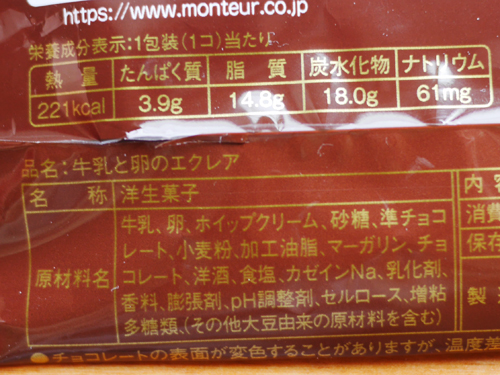 https://www.monteur.co.jp
栄養成分表示:1包装(1コ)当たり
熱量 たんぱく質 脂質 炭水化物 ナトリウム
221kcal 3.9g 14.8g 18.0g 61mg
品名:牛乳と卵のエクレア
名称 洋生菓子 内容
消費
保存
製造
原材料名
牛乳、卵、ホイップクリーム、砂糖、準チョコ
レート、小麦粉、加工油脂、マーガリン、チョ
コレート、洋酒、食塩、カゼインNa、乳化剤、
香料、膨張剤、pH調整剤、セルロース、増粘
多糖類、(その他大豆由来の原材料を含む)
●チョコレートの表面が変色することがありますが、温度差